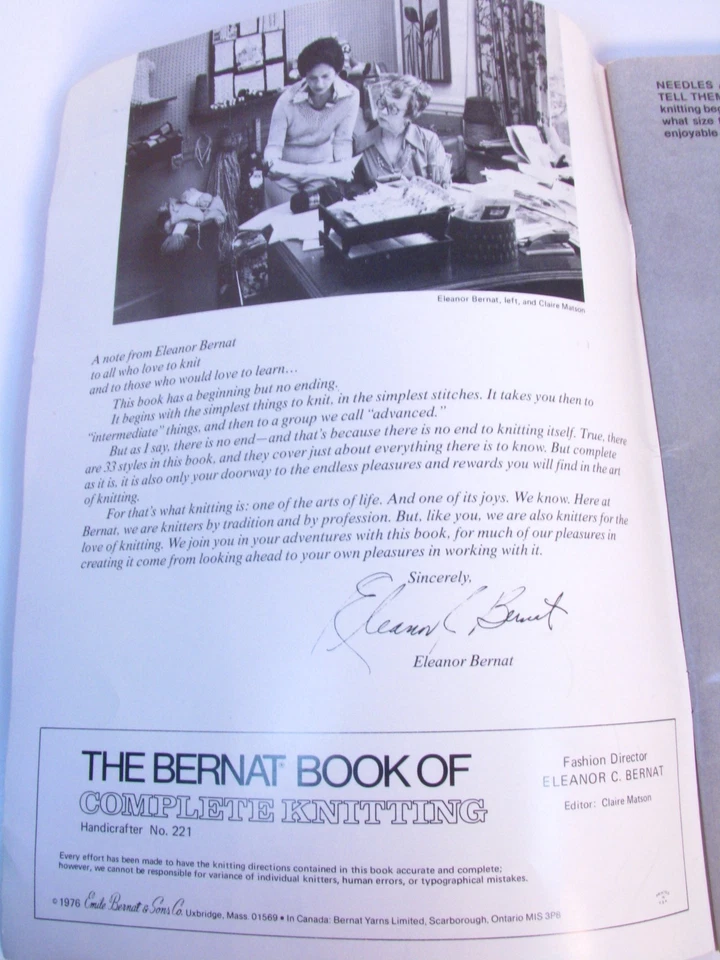 NEEDLES
TELL THEM
knitting
what size
enjoyable
Eleanor Bernat, left, and Claire Matson
A note from Eleanor Bernat
to all who love to knit
and to those who would love to learn...
This book has a beginning but no ending.
It begins with the simplest things to knit, in the simplest stitches. It takes you then to
"intermediate" things, and then to a group we call "advanced."
But as I say, there is no end—and that's because there is no end to knitting itself. True, there
are 33 styles in this book, and they cover just about everything there is to know. But complete
as it is, it is also only your doorway to the endless pleasures and rewards you will find in the art
of knitting.
For that's what knitting is: one of the arts of life. And one of its joys. We know. Here at
Bernat, we are knitters by tradition and by profession. But, like you, we are also knitters for the
love of knitting. We join you in your adventures with this book, for much of our pleasures in
creating it come from looking ahead to your own pleasures in working with it.
Sincerely,
Eleanor C. Bernat
Eleanor Bernat
THE BERNAT® BOOK OF
COMPLETE KNITTING
Handicrafter No. 221
Fashion Director
ELEANOR C. BERNAT
Editor: Claire Matson
Every effort has been made to have the knitting directions contained in this book accurate and complete;
however, we cannot be responsible for variance of individual knitters, human errors, or typographical mistakes.
©1976 Emile Bernat & Sons Co. Uxbridge, Mass. 01569 • In Canada: Bernat Yarns Limited, Scarborough, Ontario MIS 3P6